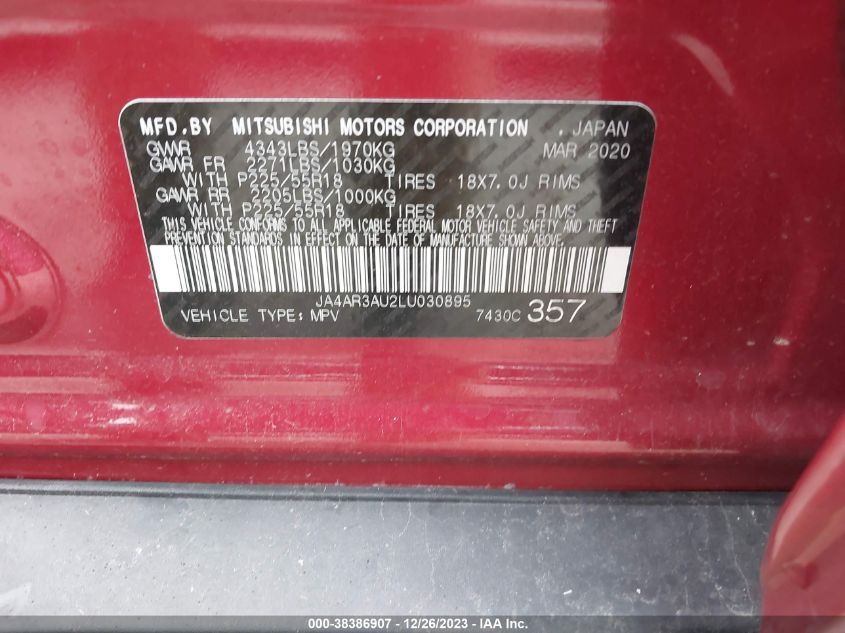 MFD.BY MITSUBISHI MOTORS CORPORATION . JAPAN
GVWR 4343LBS/1970KG MAR 2020
GAWR FR 2271LBS/1030KG
WITH P225/55R18 TIRES 18X7.0J RIMS
GAWR RR 2205LBS/1000KG
WITH P225/55R18 TIRES 18X7.0J RIMS
THIS VEHICLE CONFORMS TO ALL APPLICABLE FEDERAL MOTOR VEHICLE SAFETY AND THEFT
PREVENTION STANDARDS IN EFFECT ON THE DATE OF MANUFACTURE SHOWN ABOVE.
JA4AR3AU2LU030895
VEHICLE TYPE: MPV 7430C 357
000-38386907 - 12/26/2023 - IAA Inc.